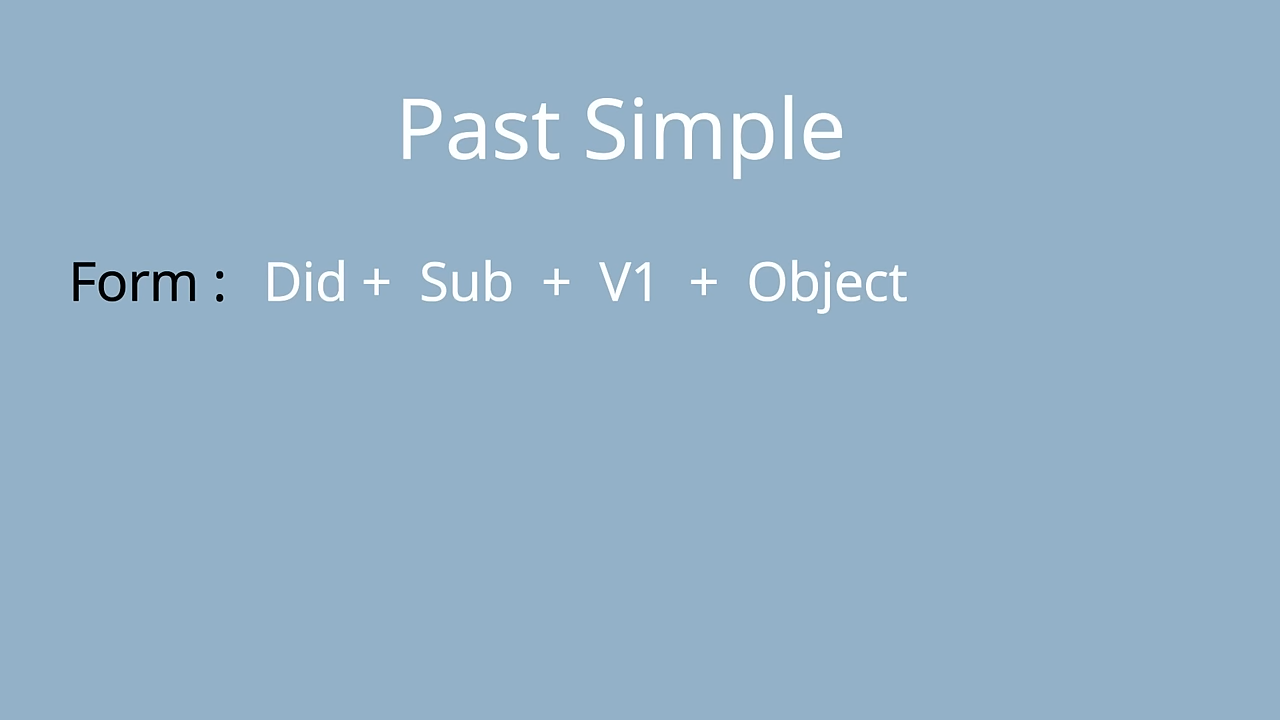 Past Simple
Form : Did + Sub + V1 + Object